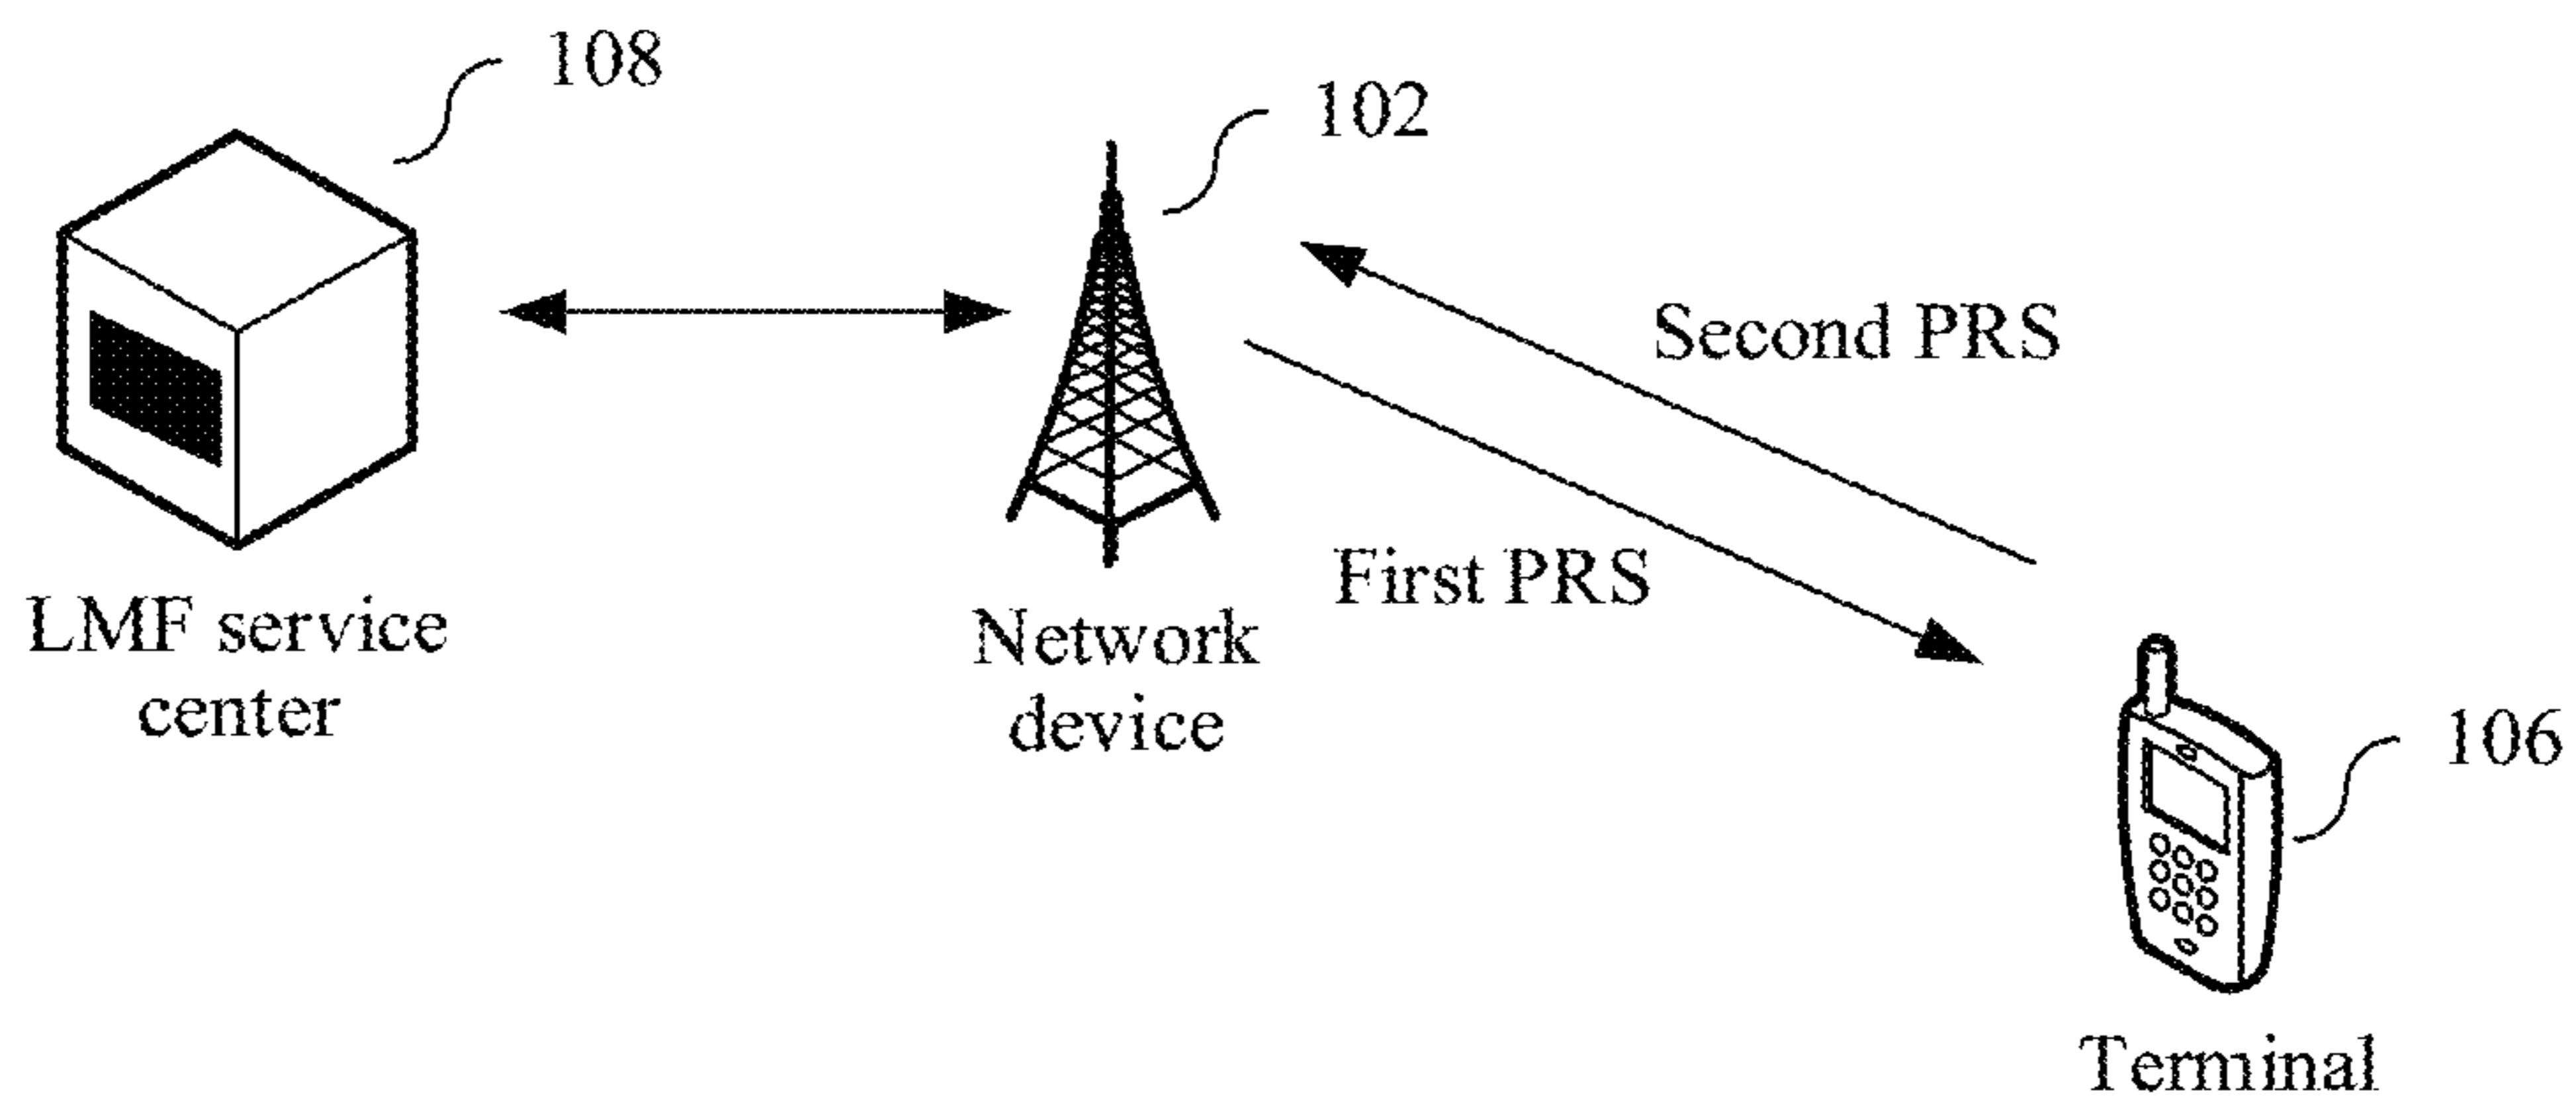 108
102
Second PRS
First PRS
LMF service
center
Network
device
106
Terminal